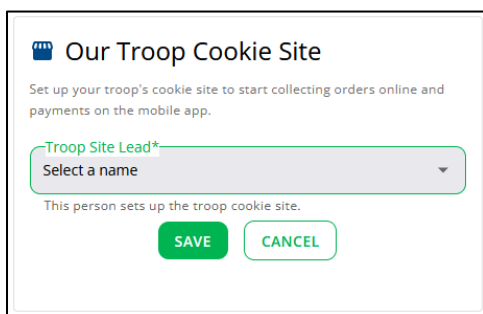 Our Troop Cookie Site
Set up your troop's cookie site to start collecting orders online and
payments on the mobile app.
Troop Site Lead*
Select a name
This person sets up the troop cookie site.
SAVE CANCEL